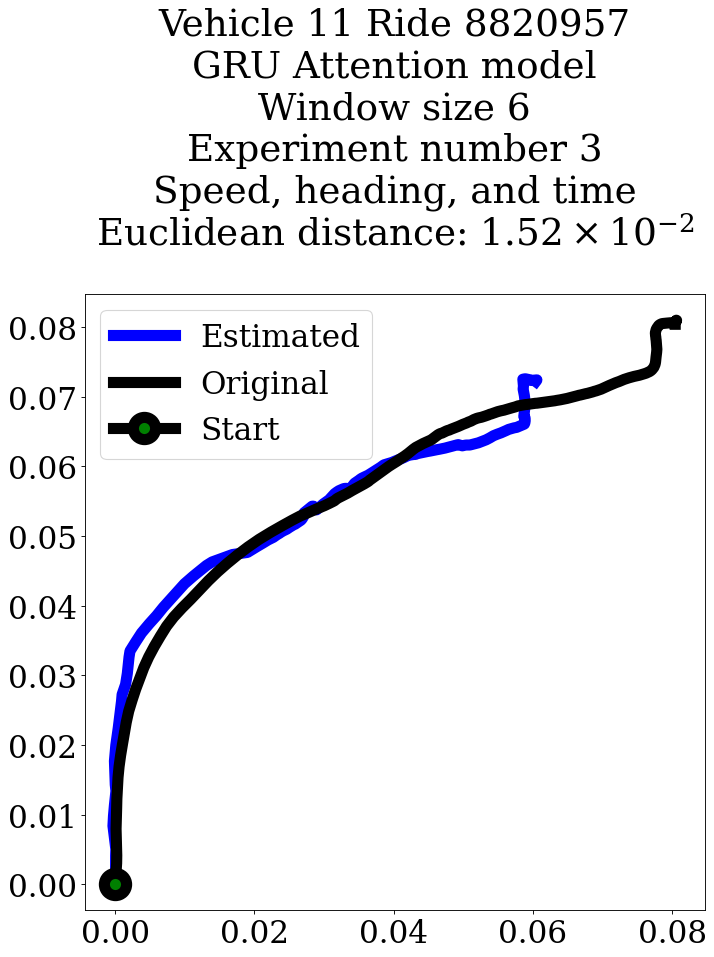 Vehicle 11 Ride 8820957
GRU Attention model
Window size 6
Experiment number 3
Speed, heading, and time
Euclidean distance: 1.52 × 10⁻²
Estimated
Original
Start
0.08
0.07
0.06
0.05
0.04
0.03
0.02
0.01
0.00
0.00 0.02 0.04 0.06 0.08